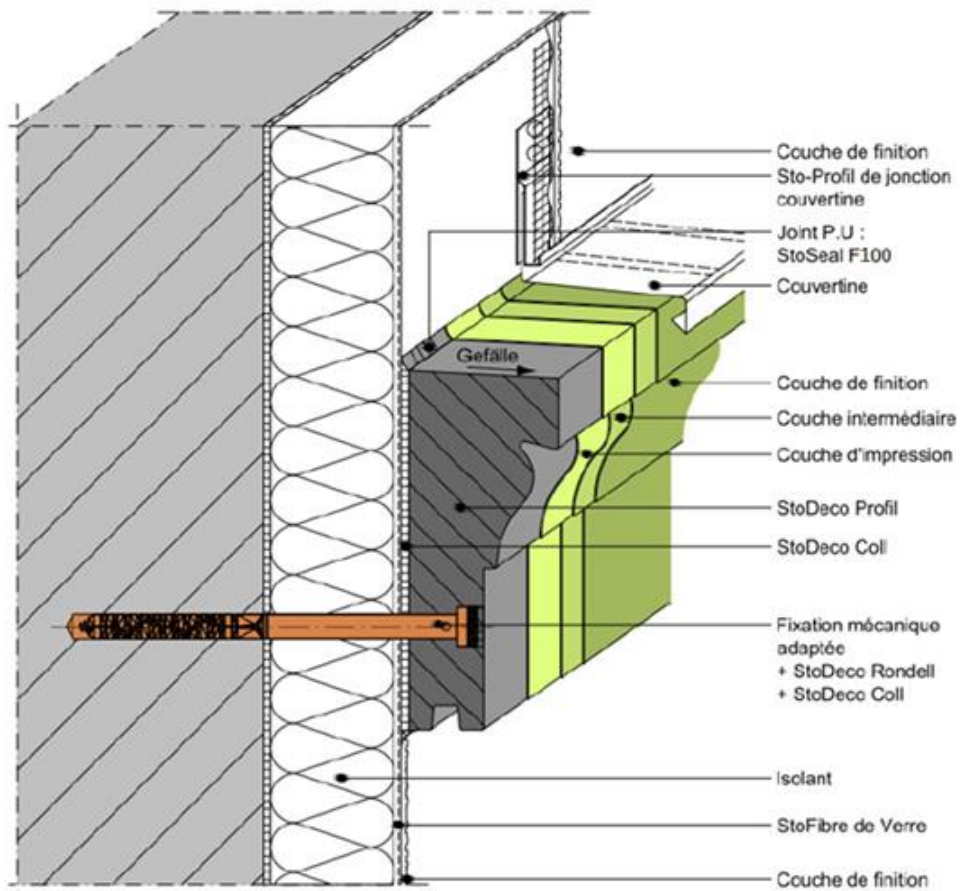 Couche de finition
Sto-Profil de jonction
couvertine
Joint P.U :
StoSeal F100
Couvertine
Gefälle
Couche de finition
Couche intermédiaire
Couche d'impression
StoDeco Profil
StoDeco Coll
Fixation mécanique
adaptée
+ StoDeco Rondell
+ StoDeco Coll
Isolant
StoFibre de Verre
Couche de finition